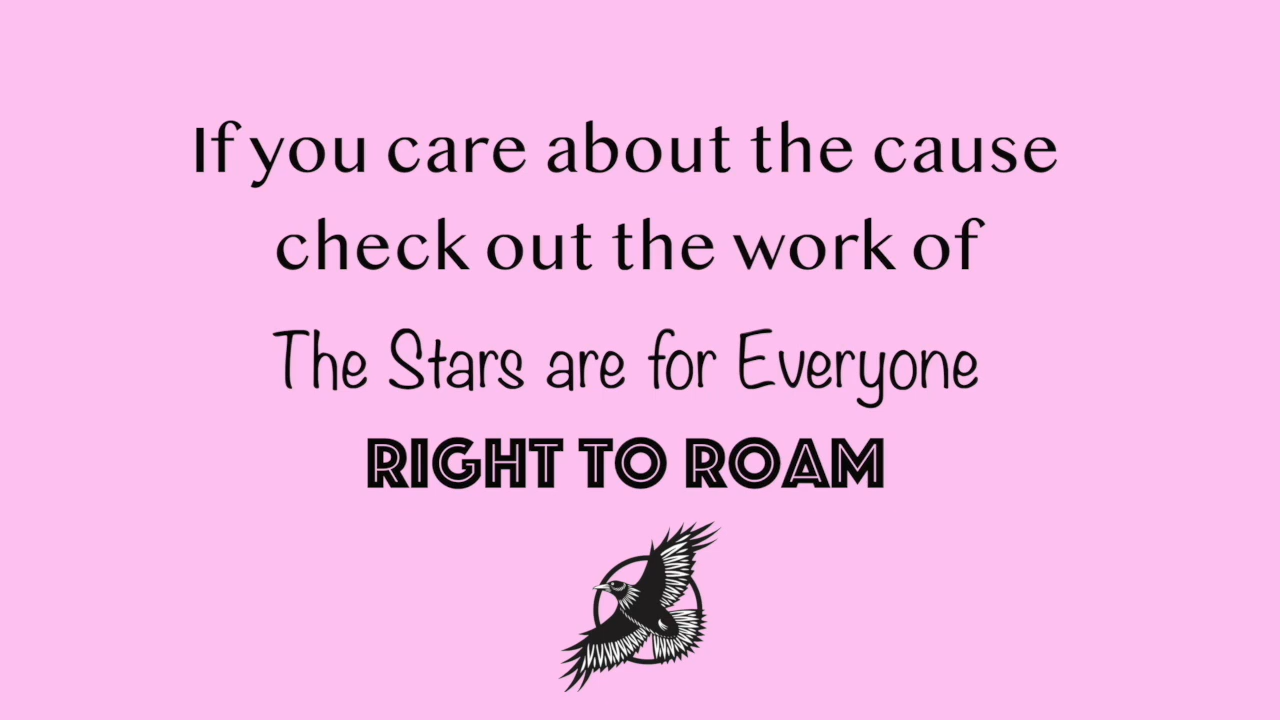 If you care about the cause
check out the work of
The Stars are for Everyone
RIGHT TO ROAM